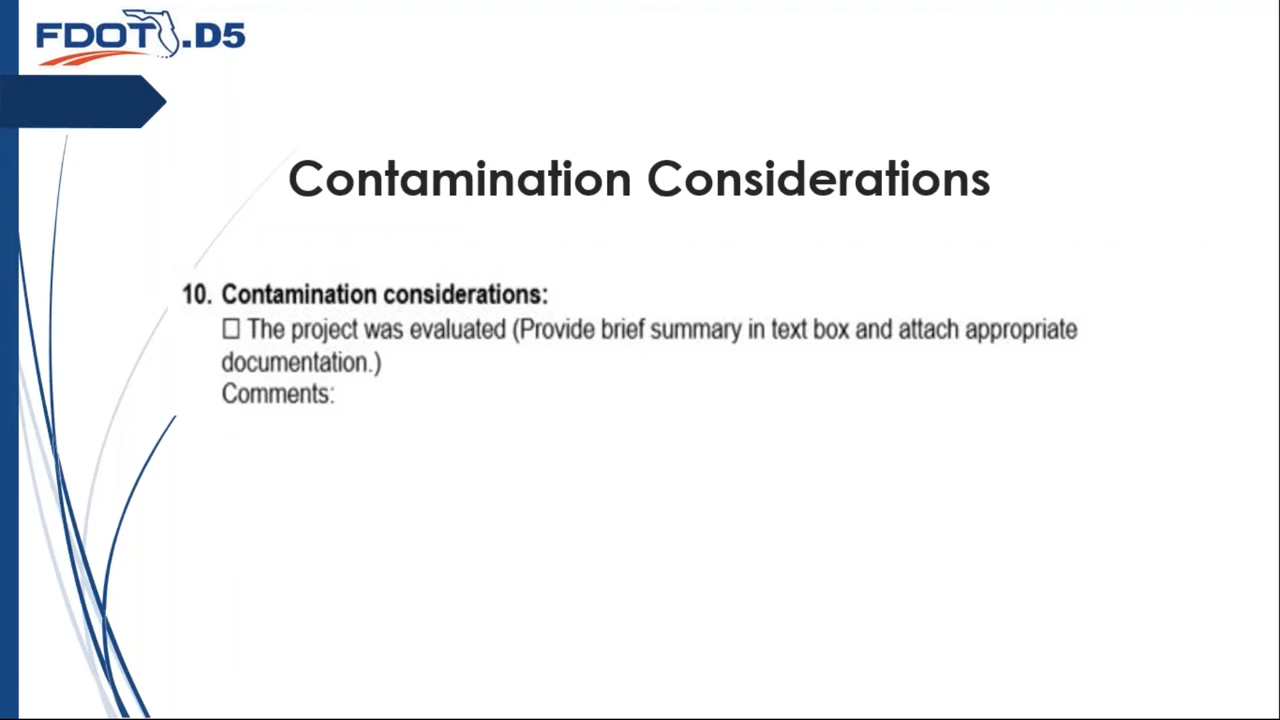 FDOT.D5
Contamination Considerations
10. Contamination considerations:
☐ The project was evaluated (Provide brief summary in text box and attach appropriate
documentation.)
Comments: